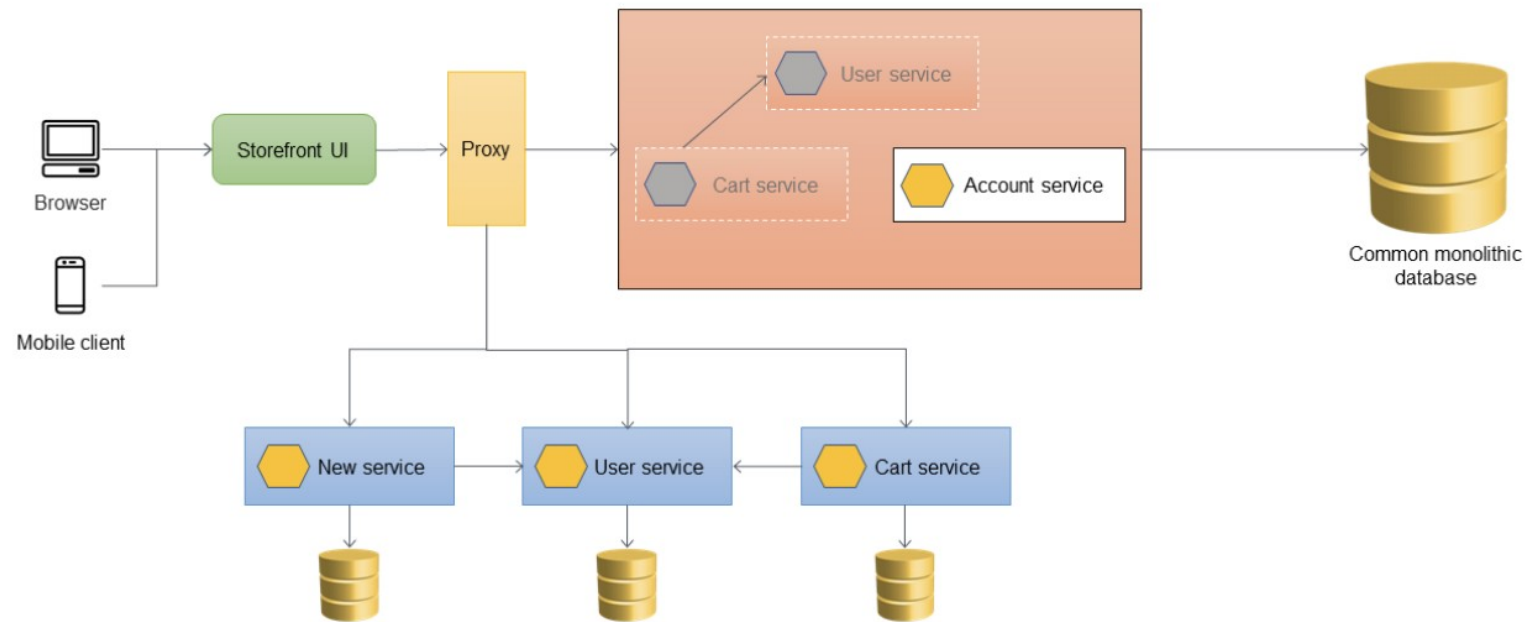 User service
Storefront UI
Proxy
Cart service
Account service
Browser
Common monolithic
database
Mobile client
New service
User service
Cart service